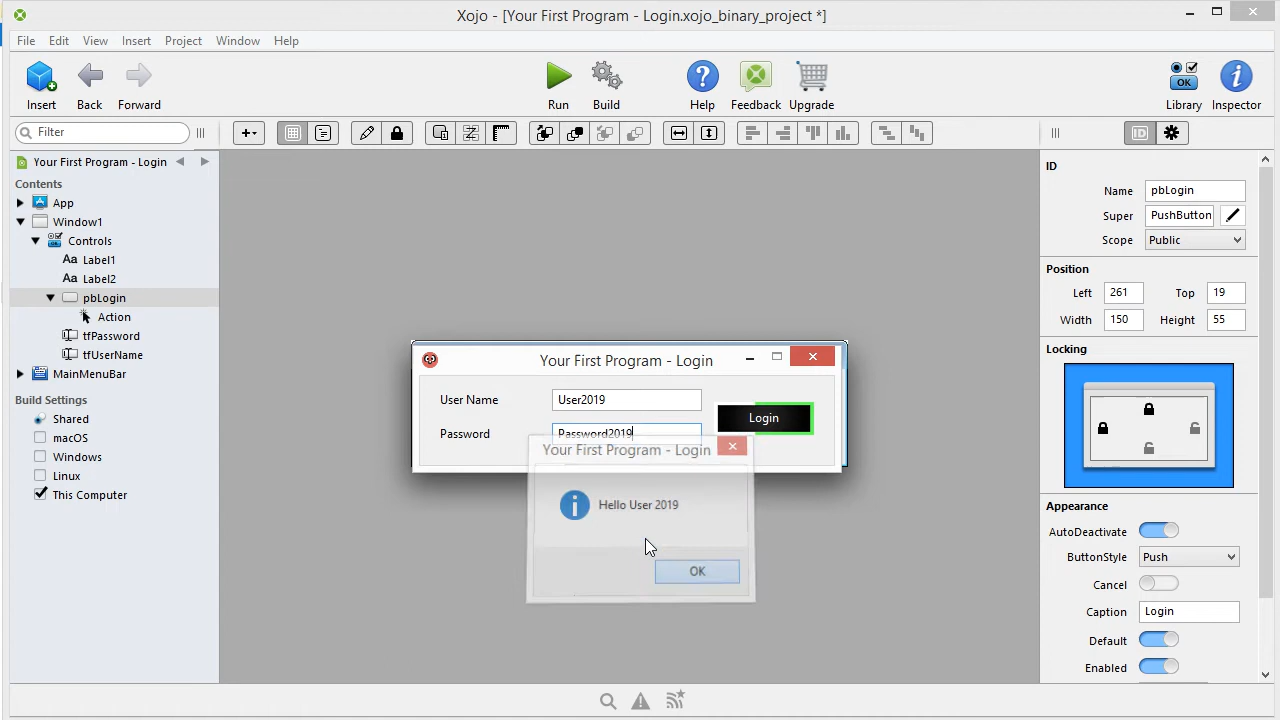 Xojo - [Your First Program - Login.xojo_binary_project *]
File Edit View Insert Project Window Help
Insert Back Forward Run Build Help Feedback Upgrade OK Library Inspector
Filter
ID
Your First Program - Login
Contents
App
Window1
Controls
Aa Label1
Aa Label2
pbLogin
Action
tfPassword
tfUserName
MainMenuBar
Build Settings
Shared
macOS
Windows
Linux
This Computer
Your First Program - Login
User Name User2019
Password Password2019
Login
Your First Program - Login
Hello User 2019
OK
ID
Name pbLogin
Super PushButton
Scope Public
Position
Left 261 Top 19
Width 150 Height 55
Locking
Appearance
AutoDeactivate
ButtonStyle Push
Cancel
Caption Login
Default
Enabled